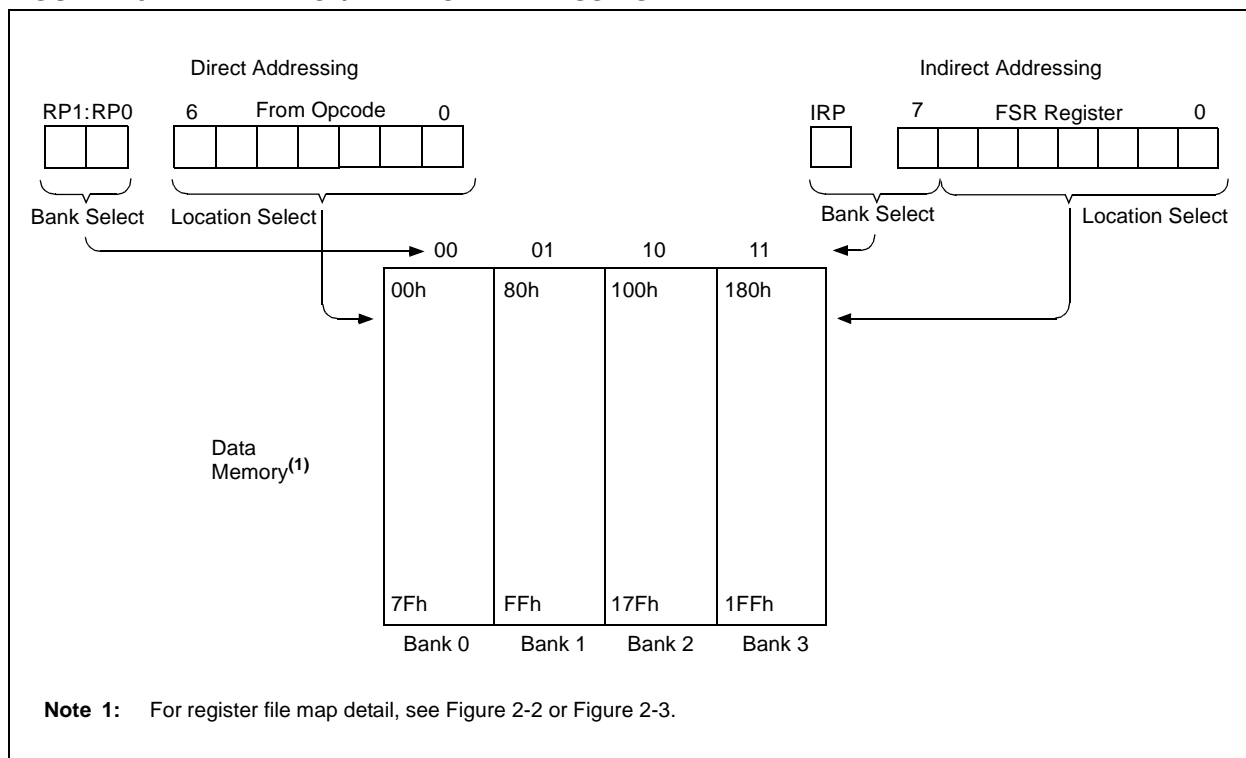 Direct Addressing
Indirect Addressing
RP1:RP0 6 From Opcode 0
IRP 7 FSR Register 0
Bank Select Location Select
Bank Select Location Select
00 01 10 11
00h 80h 100h 180h
Data
Memory(1)
7Fh FFh 17Fh 1FFh
Bank 0 Bank 1 Bank 2 Bank 3
Note 1: For register file map detail, see Figure 2-2 or Figure 2-3.